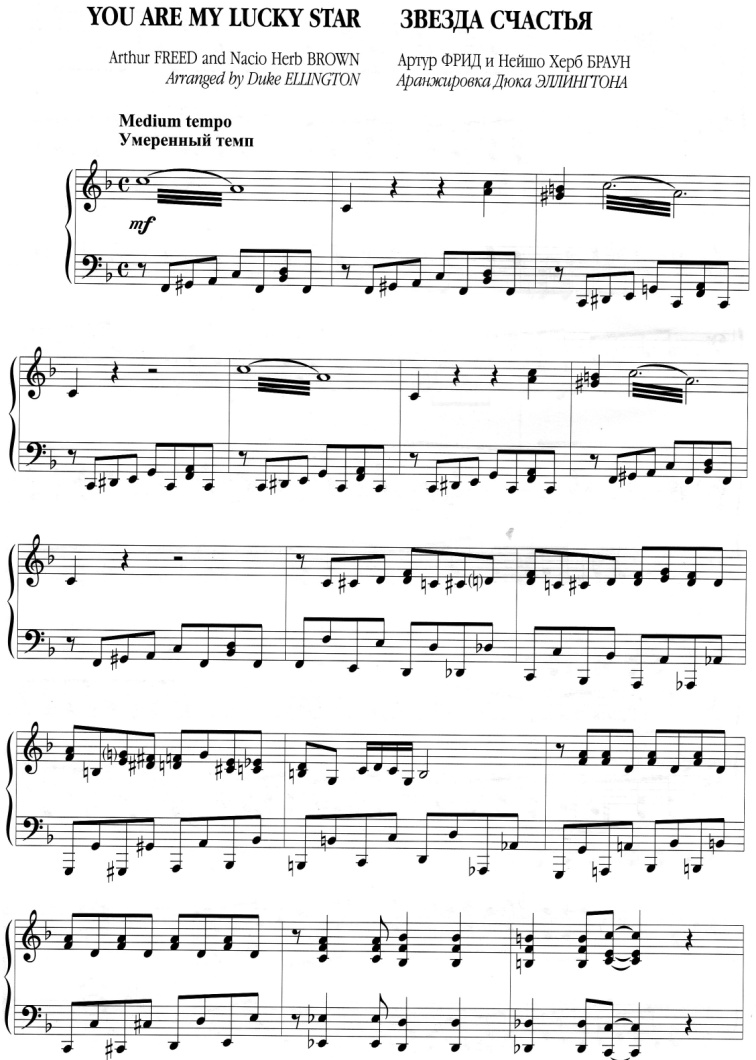 YOU ARE MY LUCKY STAR
ЗВЕЗДА СЧАСТЬЯ
Arthur FREED and Nacio Herb BROWN
Arranged by Duke ELLINGTON
Артур ФРИД и Нейшо Херб БРАУН
Аранжировка Дюка ЭЛЛИНГТОНА
Medium tempo
Умеренный темп
mf